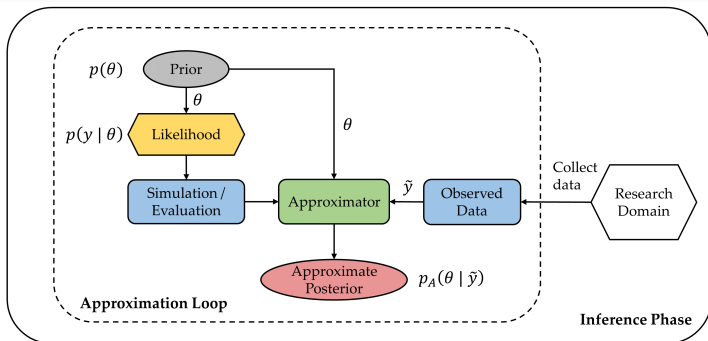 p(θ)
Prior
θ
p(y | θ)
Likelihood
θ
Simulation /
Evaluation
Approximator
ỹ
Observed
Data
Collect
data
Research
Domain
Approximate
Posterior
p_A(θ | ỹ)
Approximation Loop
Inference Phase